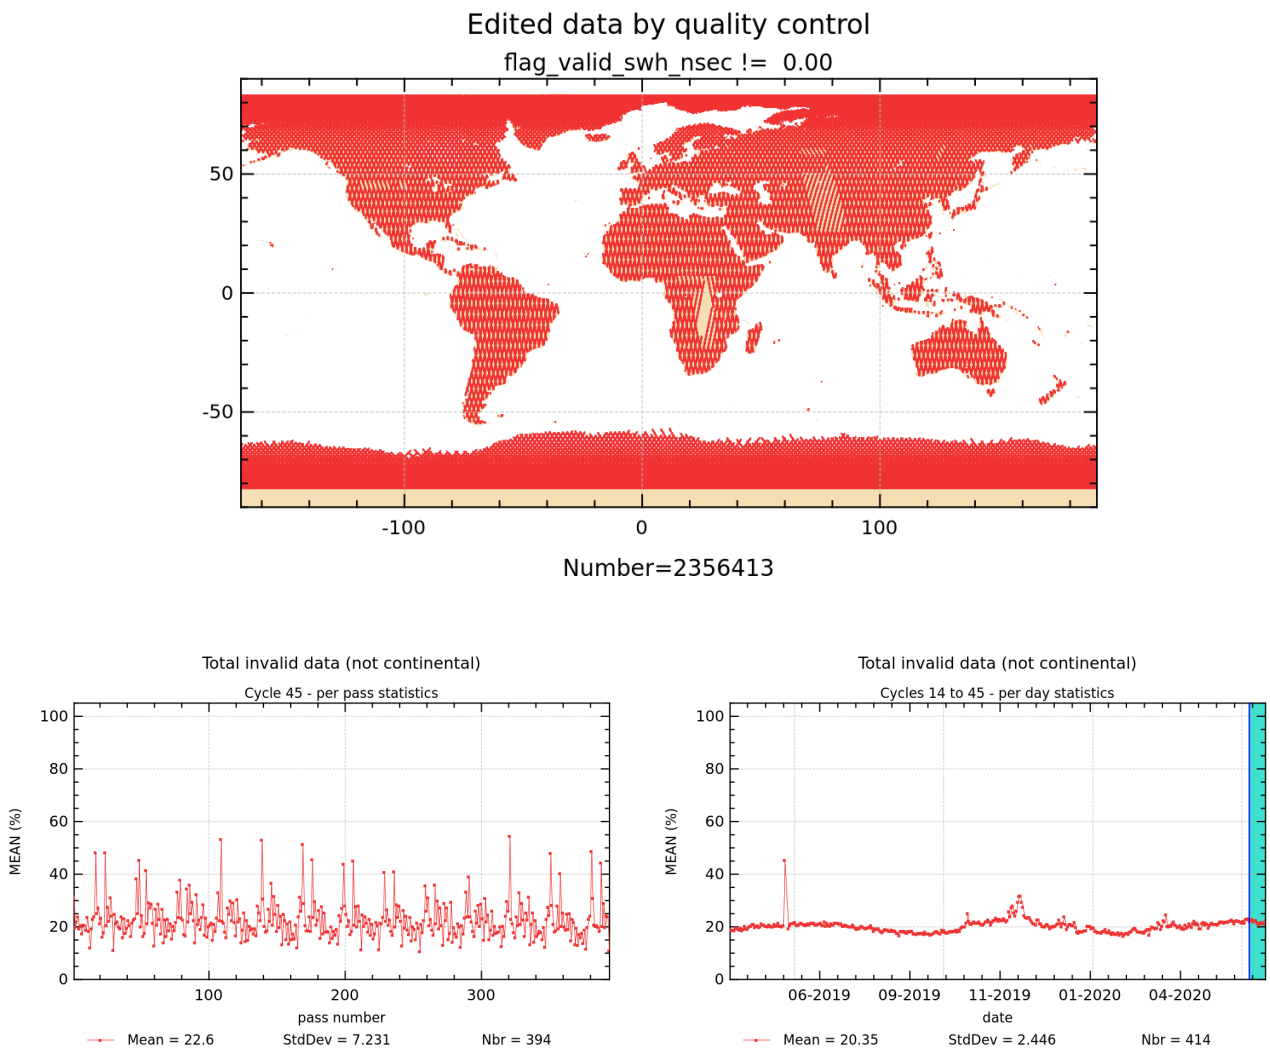 Edited data by quality control
flag_valid_swh_nsec !=  0.00
50
0
-50
-100 0 100
Number=2356413
Total invalid data (not continental)
Cycle 45 - per pass statistics
100
80
60
40
20
0
MEAN (%)
100 200 300
pass number
Mean = 22.6 StdDev = 7.231 Nbr = 394
Total invalid data (not continental)
Cycles 14 to 45 - per day statistics
100
80
60
40
20
0
MEAN (%)
06-2019 09-2019 11-2019 01-2020 04-2020
date
Mean = 20.35 StdDev = 2.446 Nbr = 414